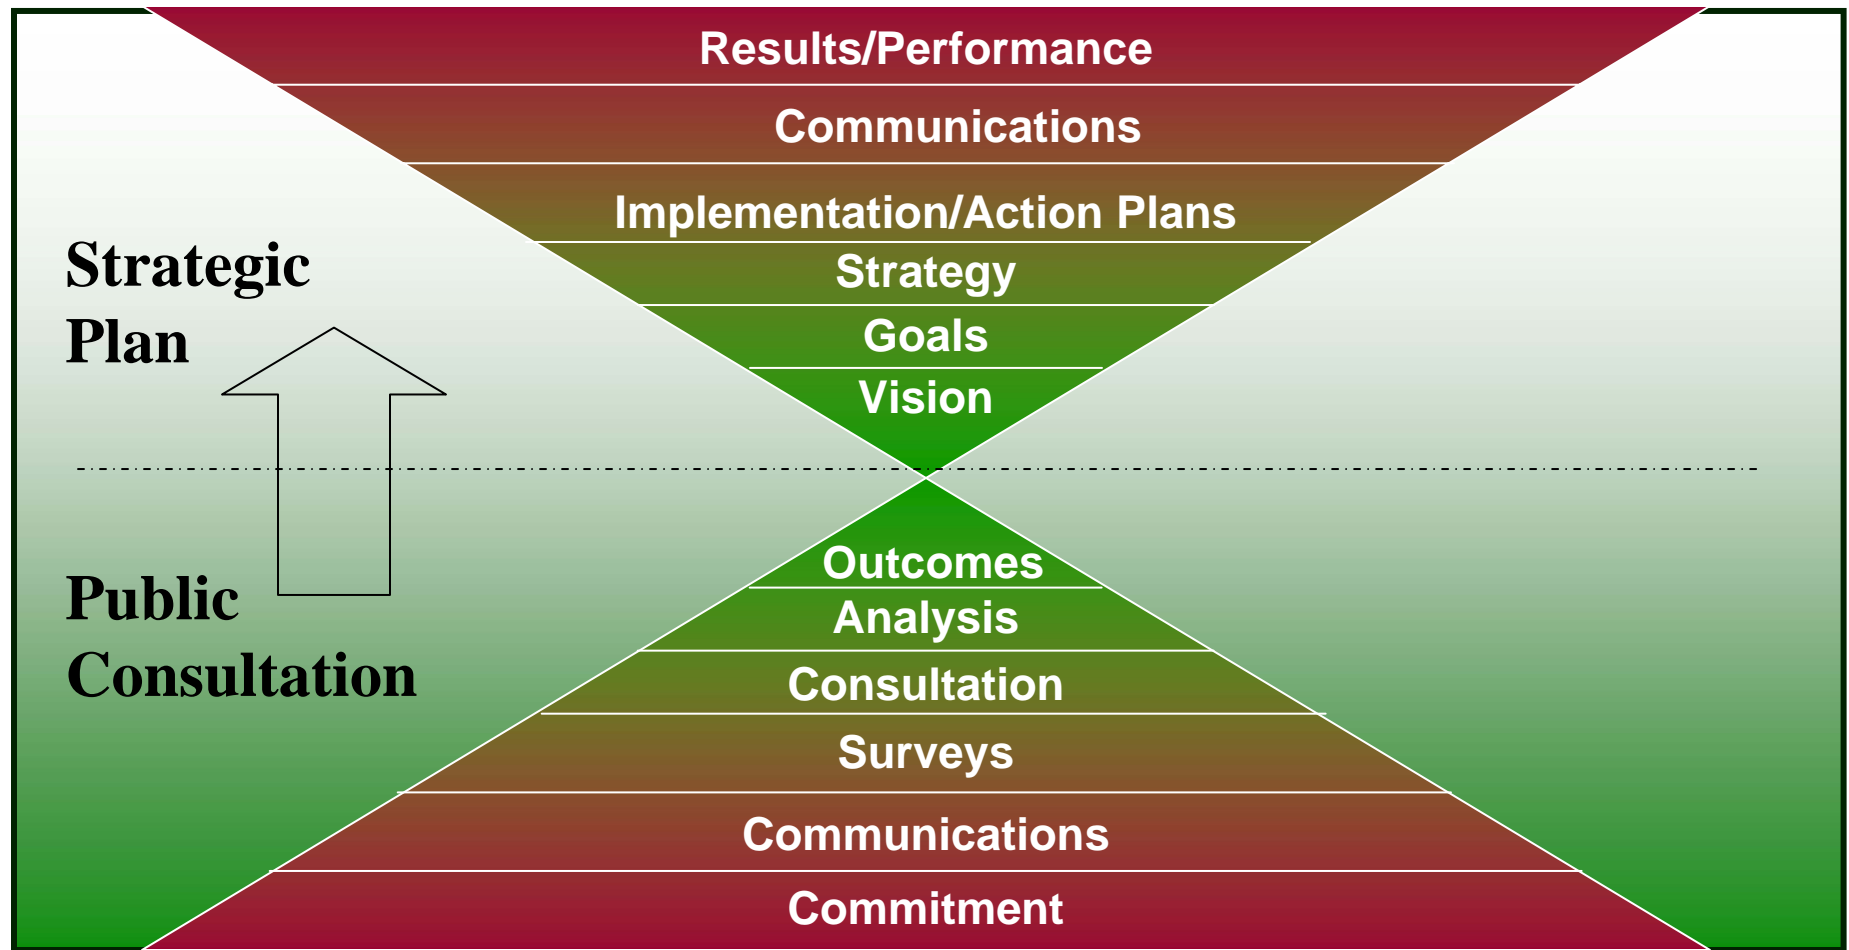 Results/Performance
Communications
Implementation/Action Plans
Strategy
Goals
Vision
Strategic
Plan
Outcomes
Analysis
Consultation
Surveys
Communications
Commitment
Public
Consultation